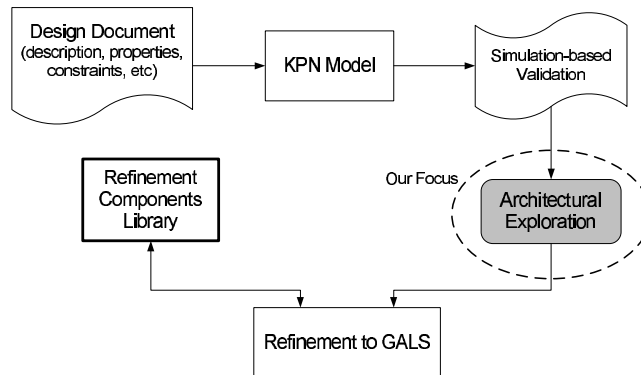 Design Document
(description, properties,
constraints, etc)
KPN Model
Simulation-based
Validation
Our Focus
Architectural
Exploration
Refinement
Components
Library
Refinement to GALS